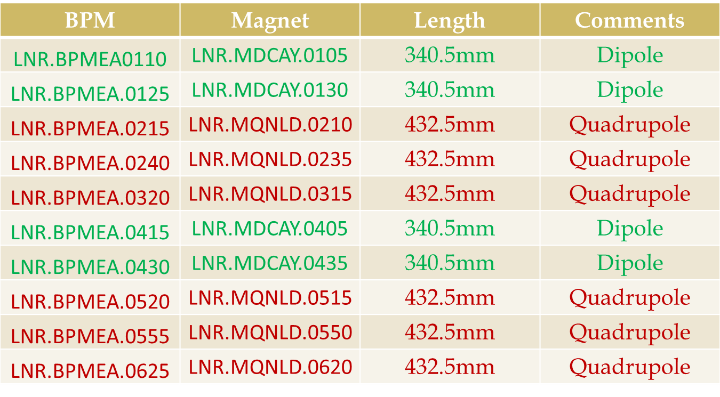 BPM Magnet Length Comments
LNR.BPMEA0110 LNR.MDCAY.0105 340.5mm Dipole
LNR.BPMEA.0125 LNR.MDCAY.0130 340.5mm Dipole
LNR.BPMEA.0215 LNR.MQNLD.0210 432.5mm Quadrupole
LNR.BPMEA.0240 LNR.MQNLD.0235 432.5mm Quadrupole
LNR.BPMEA.0320 LNR.MQNLD.0315 432.5mm Quadrupole
LNR.BPMEA.0415 LNR.MDCAY.0405 340.5mm Dipole
LNR.BPMEA.0430 LNR.MDCAY.0435 340.5mm Dipole
LNR.BPMEA.0520 LNR.MQNLD.0515 432.5mm Quadrupole
LNR.BPMEA.0555 LNR.MQNLD.0550 432.5mm Quadrupole
LNR.BPMEA.0625 LNR.MQNLD.0620 432.5mm Quadrupole